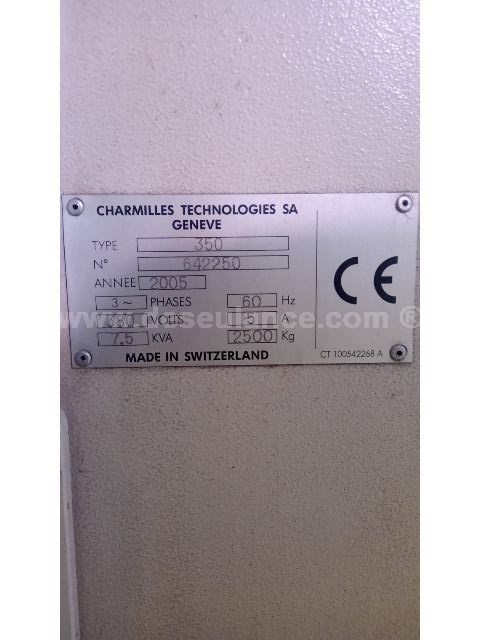 CHARMILLES TECHNOLOGIES SA
GENEVE
TYPE 350
N° 642250
ANNEE 2005
3~ PHASES 60 Hz
380 VOLTS A
7.5 KVA 2500 Kg
MADE IN SWITZERLAND
CE
CT 100542268 A